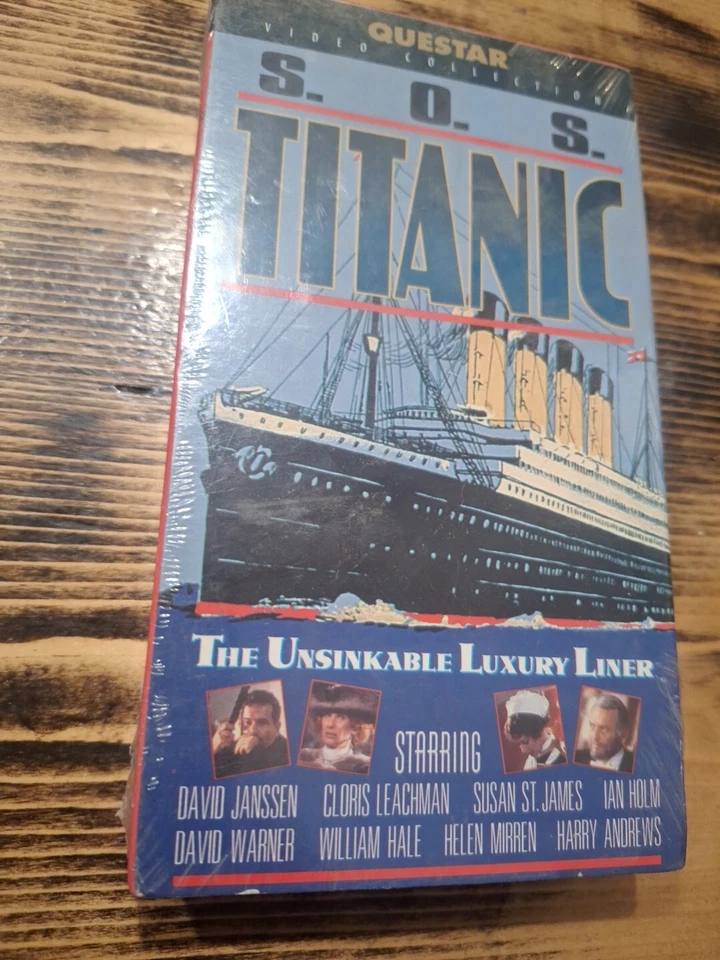 QUESTAR
VIDEO COLLECTION
S. O. S.
TITANIC
THE UNSINKABLE LUXURY LINER
STARRING
DAVID JANSSEN CLORIS LEACHMAN SUSAN ST. JAMES IAN HOLM
DAVID WARNER WILLIAM HALE HELEN MIRREN HARRY ANDREWS